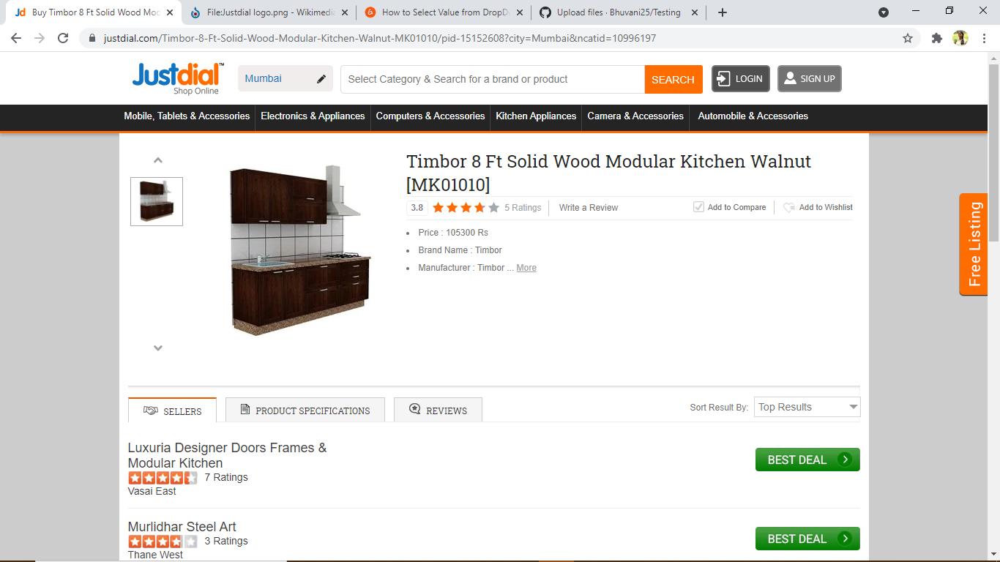 Buy Timbor 8 Ft Solid Wood Moc
File:Justdial logo.png - Wikimedia
How to Select Value from DropD
Upload files · Bhuvani25/Testing
justdial.com/Timbor-8-Ft-Solid-Wood-Modular-Kitchen-Walnut-MK01010/pid-15152608?city=Mumbai&ncatid=10996197
Justdial™
Shop Online
Mumbai
Select Category & Search for a brand or product
SEARCH
LOGIN
SIGN UP
Mobile, Tablets & Accessories
Electronics & Appliances
Computers & Accessories
Kitchen Appliances
Camera & Accessories
Automobile & Accessories
Timbor 8 Ft Solid Wood Modular Kitchen Walnut
[MK01010]
3.8
5 Ratings
Write a Review
Add to Compare
Add to Wishlist
Price : 105300 Rs
Brand Name : Timbor
Manufacturer : Timbor ... More
Free Listing
SELLERS
PRODUCT SPECIFICATIONS
REVIEWS
Sort Result By:
Top Results
Luxuria Designer Doors Frames &
Modular Kitchen
7 Ratings
Vasai East
BEST DEAL
Murlidhar Steel Art
3 Ratings
Thane West
BEST DEAL